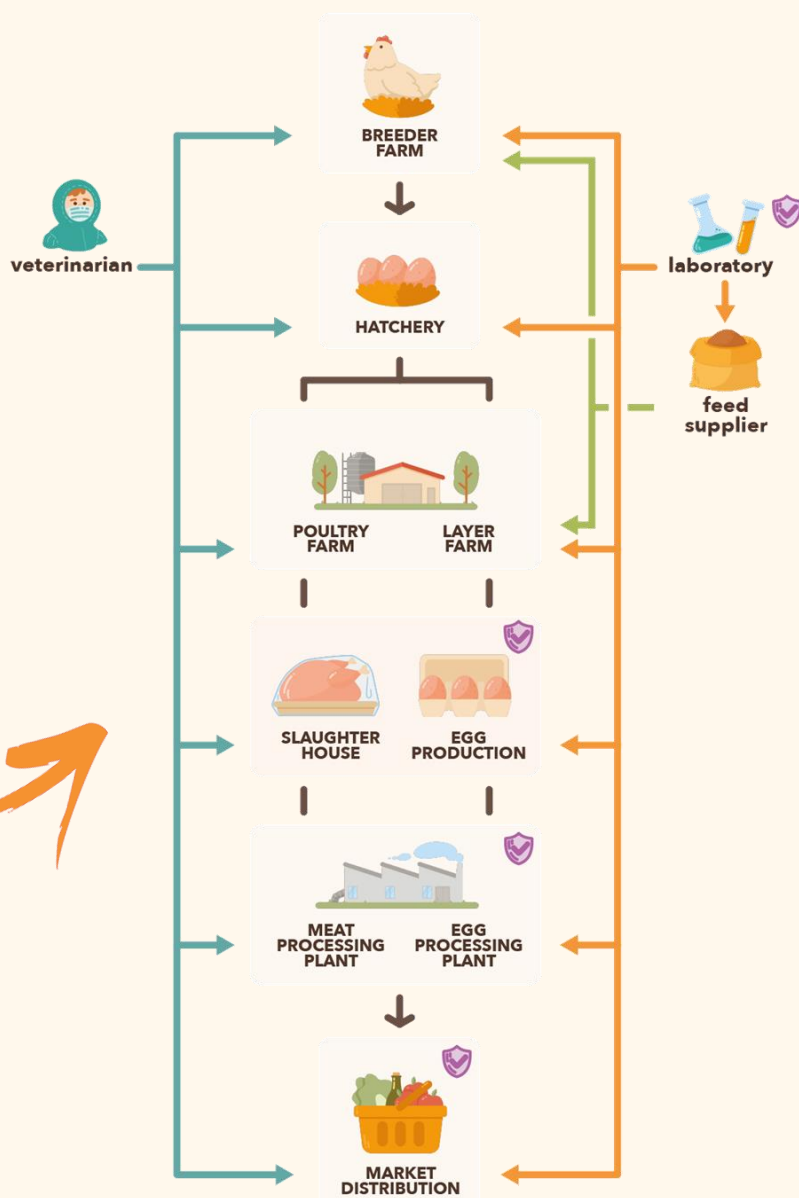 BREEDER
FARM
veterinarian
laboratory
HATCHERY
feed
supplier
POULTRY
FARM
LAYER
FARM
SLAUGHTER
HOUSE
EGG
PRODUCTION
MEAT
PROCESSING
PLANT
EGG
PROCESSING
PLANT
MARKET
DISTRIBUTION